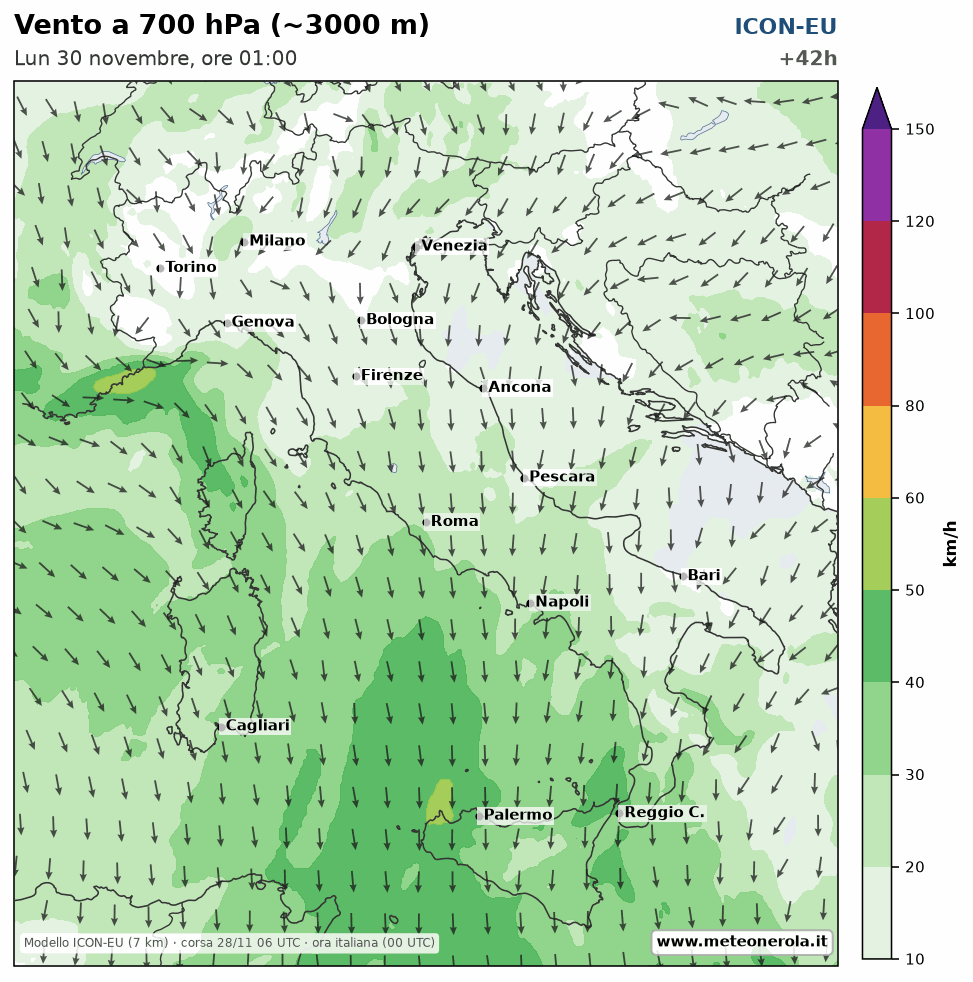 Vento a 700 hPa (~3000 m)
ICON-EU
Lun 30 novembre, ore 01:00
+42h
150
120
100
80
60
50
40
30
20
10
km/h
Milano
Venezia
Torino
Genova
Bologna
Firenze
Ancona
Pescara
Roma
Bari
Napoli
Cagliari
Palermo
Reggio C.
Modello ICON-EU (7 km) · corsa 28/11 06 UTC · ora italiana (00 UTC)
www.meteonerola.it